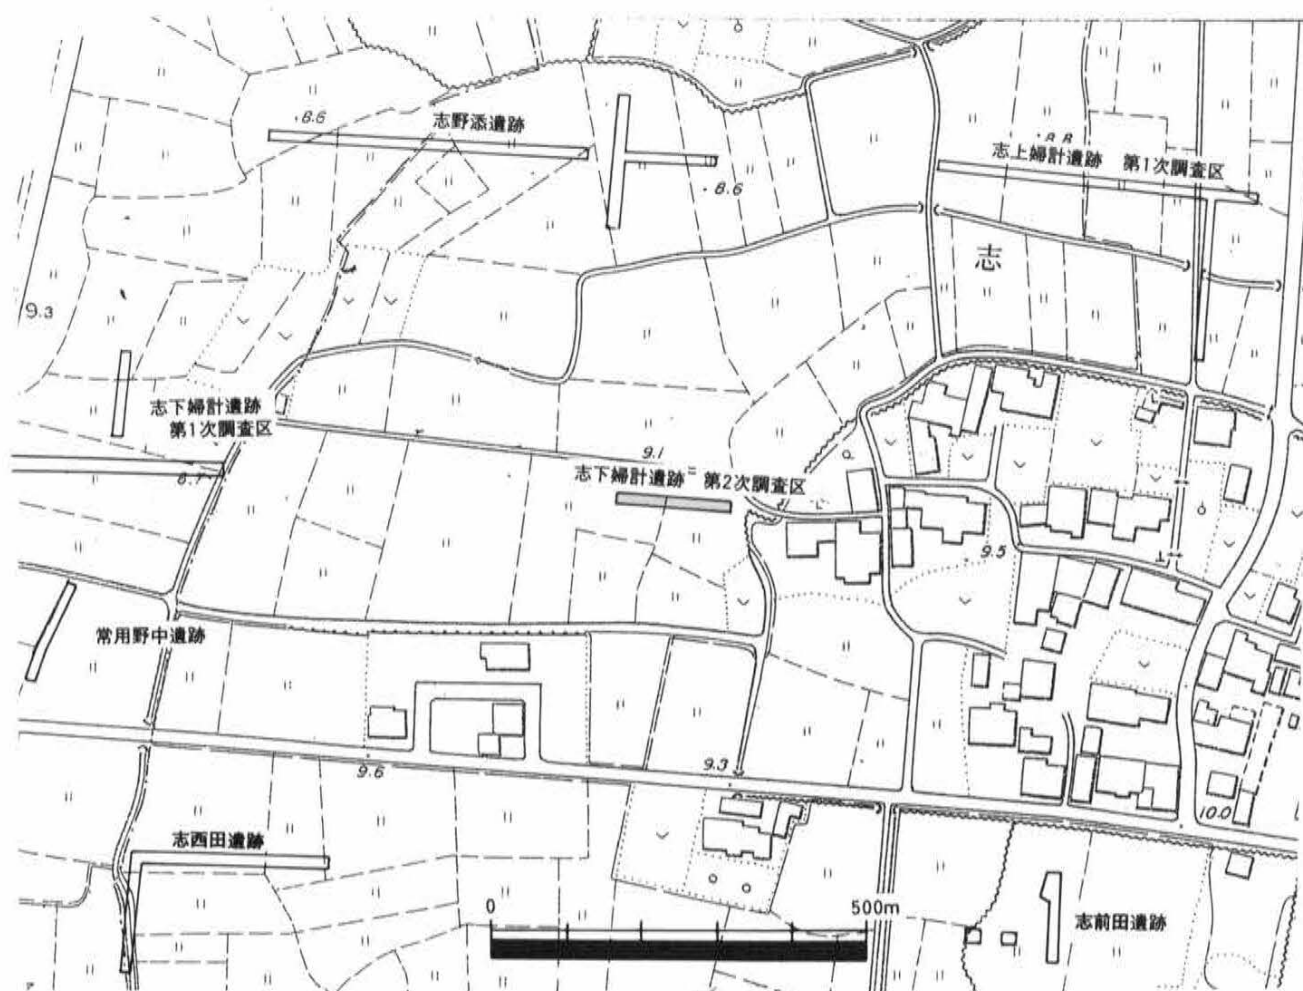 8.6
志野添遺跡
8.8
志上婦計遺跡 第1次調査区
8.6
志
9.3
志下婦計遺跡
第1次調査区
9.1
8.7
志下婦計遺跡 第2次調査区
9.5
常用野中遺跡
9.6
9.3
10.0
志西田遺跡
0 500m
志前田遺跡